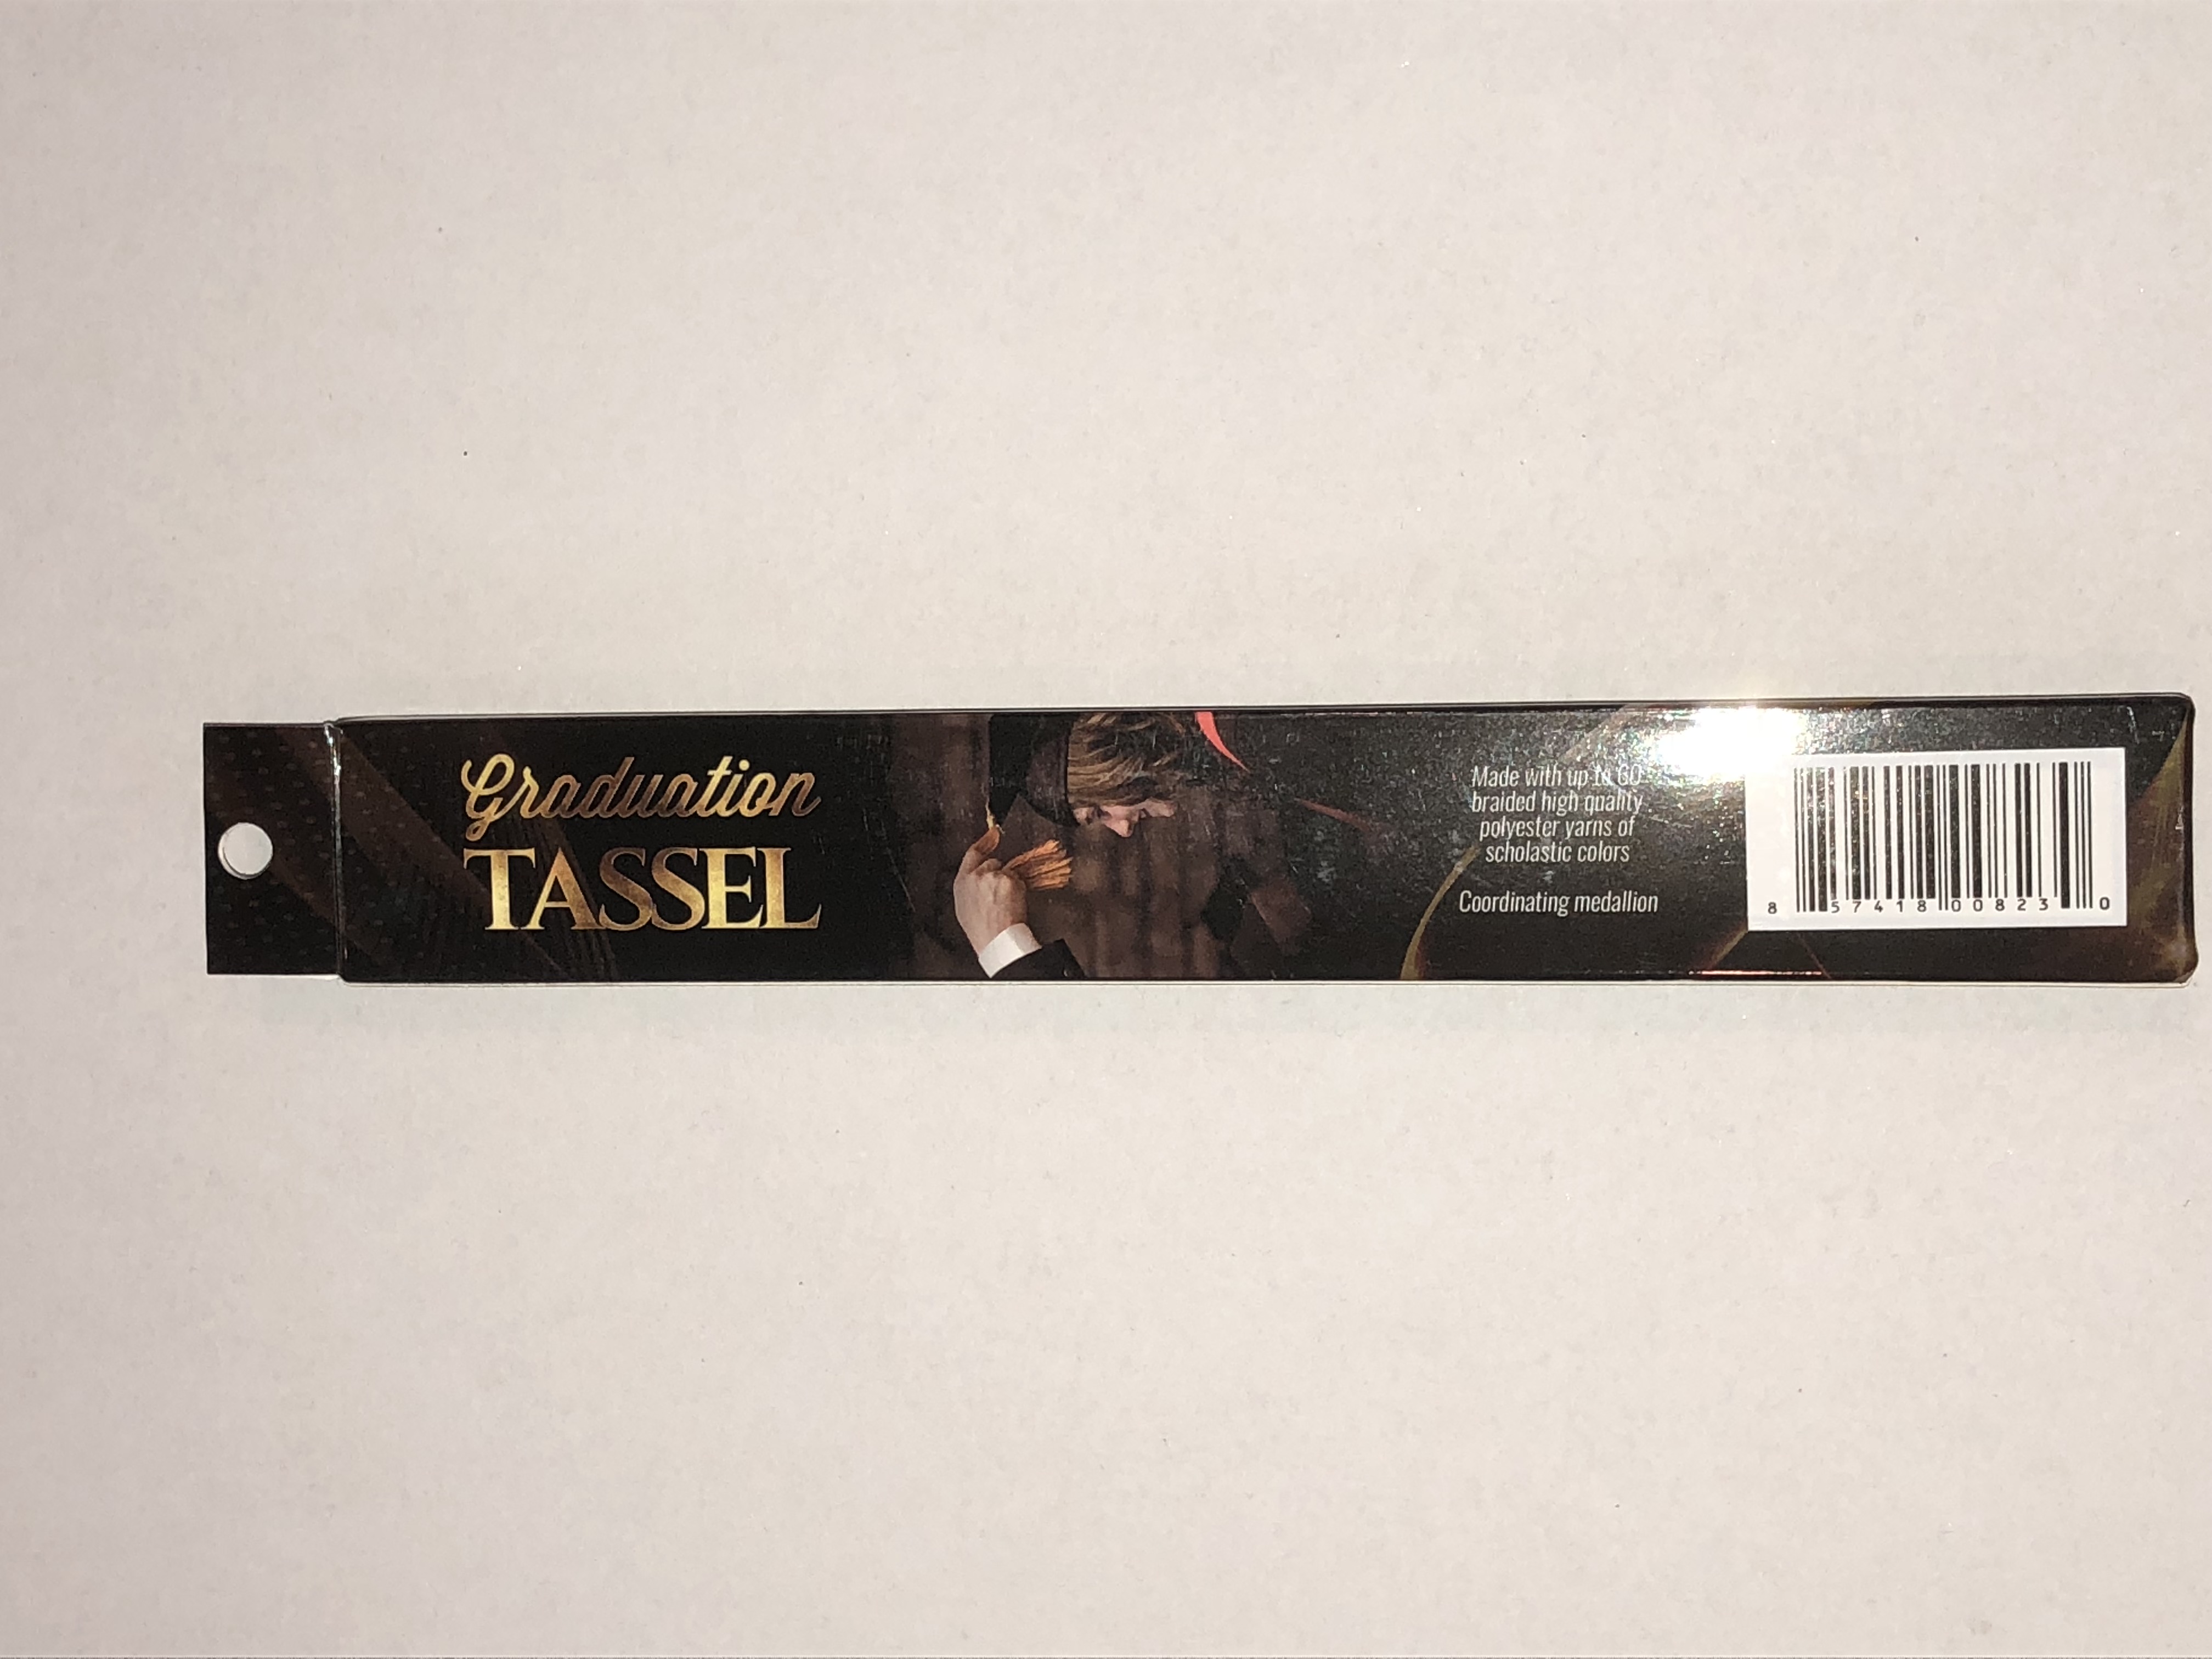 Graduation
TASSEL
Made with up to 60
braided high quality
polyester yarns of
scholastic colors
Coordinating medallion
8 57418 00823 0